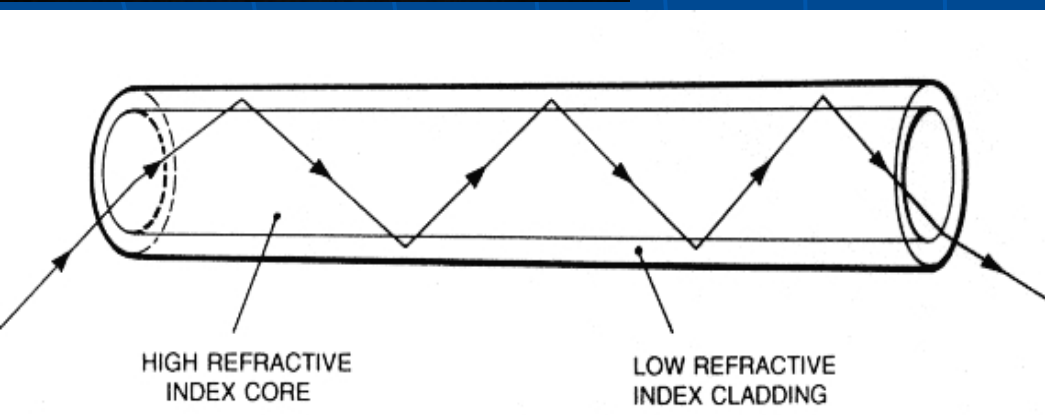 HIGH REFRACTIVE
INDEX CORE
LOW REFRACTIVE
INDEX CLADDING